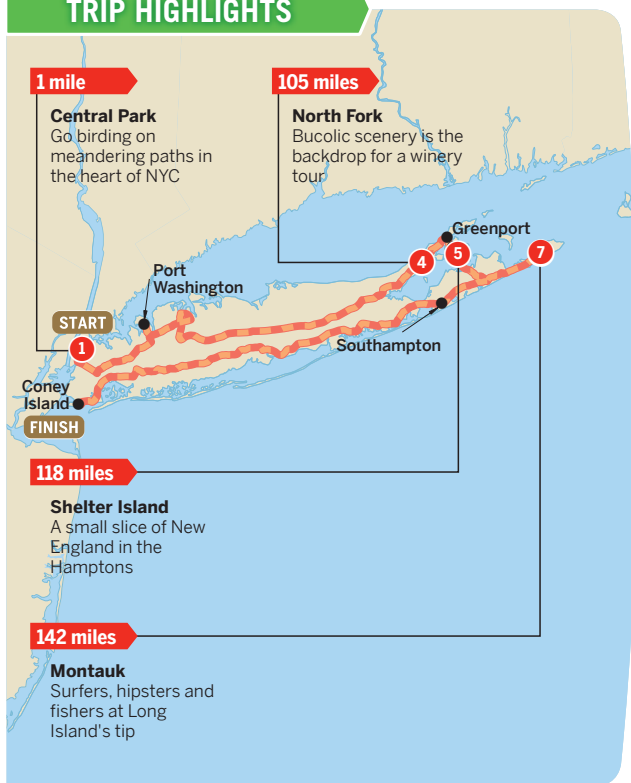 TRIP HIGHLIGHTS
1 mile
Central Park
Go birding on
meandering paths in
the heart of NYC
105 miles
North Fork
Bucolic scenery is the
backdrop for a winery
tour
Greenport
4
5
7
Port
Washington
START
1
Southampton
Coney
Island
FINISH
118 miles
Shelter Island
A small slice of New
England in the
Hamptons
142 miles
Montauk
Surfers, hipsters and
fishers at Long
Island's tip